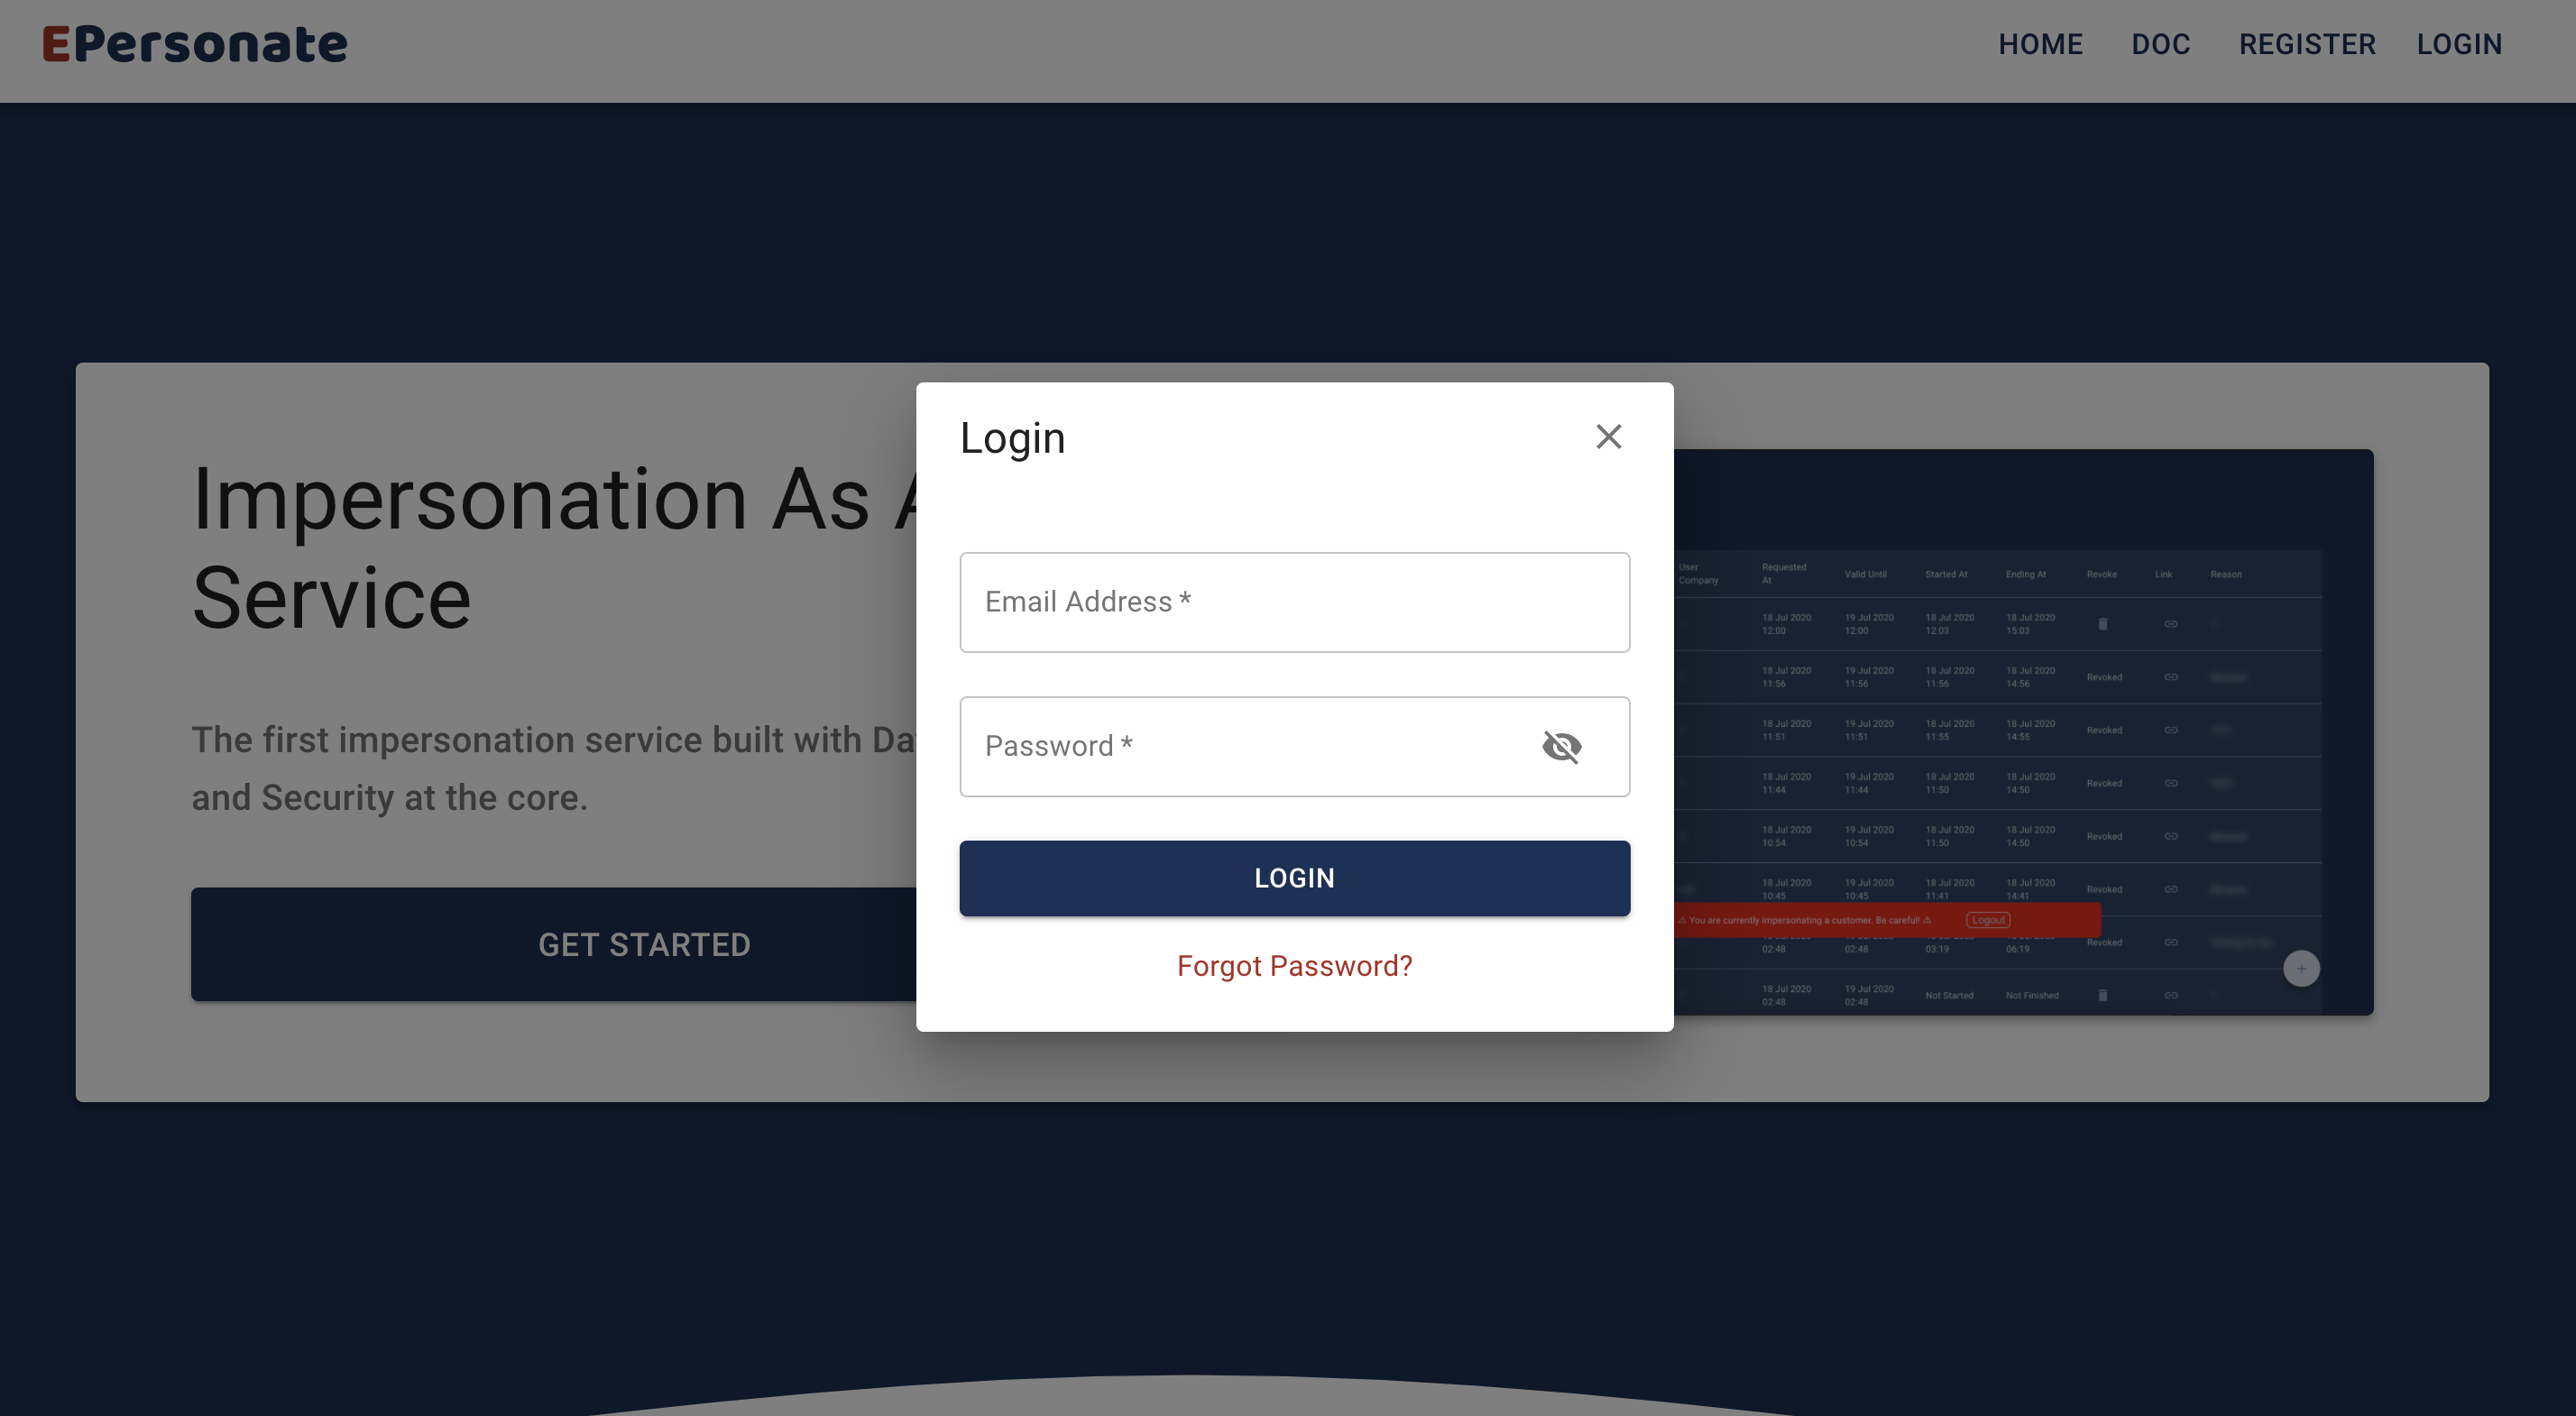 EPersonate
HOME DOC REGISTER LOGIN
Impersonation As
Service
The first impersonation service built with
and Security at the core.
GET STARTED
Login
Email Address *
Password *
LOGIN
Forgot Password?
User Company Requested At Valid Until Started At Ending At Revoke Link Reason
18 Jul 2020 12:00 19 Jul 2020 12:00 18 Jul 2020 12:03 18 Jul 2020 15:03
18 Jul 2020 11:56 19 Jul 2020 11:56 18 Jul 2020 11:56 18 Jul 2020 14:56 Revoked
18 Jul 2020 11:51 19 Jul 2020 11:51 18 Jul 2020 11:55 18 Jul 2020 14:55 Revoked
18 Jul 2020 11:44 19 Jul 2020 11:44 18 Jul 2020 11:50 18 Jul 2020 14:50 Revoked
18 Jul 2020 10:54 19 Jul 2020 10:54 18 Jul 2020 11:50 18 Jul 2020 14:50 Revoked
18 Jul 2020 10:45 19 Jul 2020 10:45 18 Jul 2020 11:41 18 Jul 2020 14:41 Revoked
⚠ You are currently impersonating a customer. Be careful! ⚠ Logout
02:48 02:48 03:19 06:19 Revoked
18 Jul 2020 02:48 19 Jul 2020 02:48 Not Started Not Finished